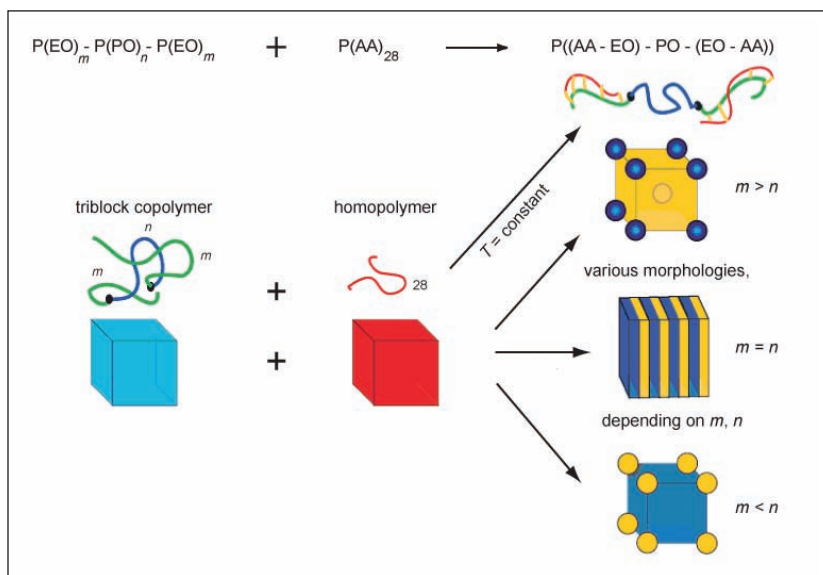 P(EO)m - P(PO)n - P(EO)m + P(AA)28 → P((AA - EO) - PO - (EO - AA))
triblock copolymer
homopolymer
m
n
m
+
28
T = constant
m > n
various morphologies,
+
m = n
depending on m, n
m < n